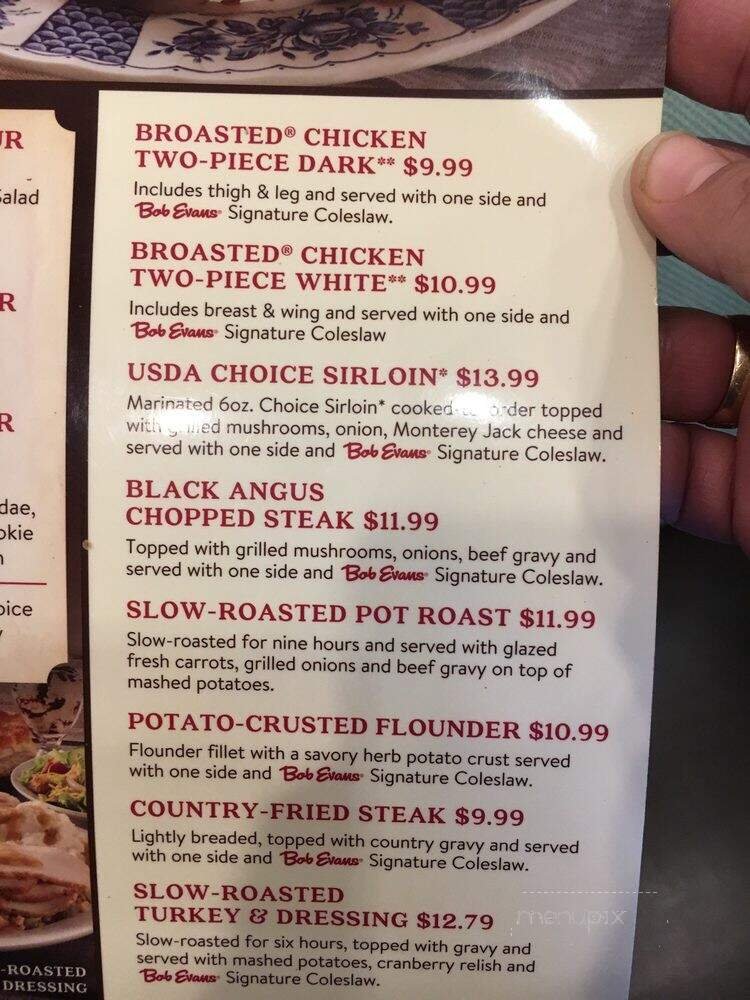 UR
Salad
R
R
dae,
okie
n
oice
y
-ROASTED
DRESSING
BROASTED® CHICKEN
TWO-PIECE DARK** $9.99
Includes thigh & leg and served with one side and
Bob Evans® Signature Coleslaw.
BROASTED® CHICKEN
TWO-PIECE WHITE** $10.99
Includes breast & wing and served with one side and
Bob Evans® Signature Coleslaw
USDA CHOICE SIRLOIN* $13.99
Marinated 6oz. Choice Sirloin* cooked-to-order topped
with grilled mushrooms, onion, Monterey Jack cheese and
served with one side and Bob Evans® Signature Coleslaw.
BLACK ANGUS
CHOPPED STEAK $11.99
Topped with grilled mushrooms, onions, beef gravy and
served with one side and Bob Evans® Signature Coleslaw.
SLOW-ROASTED POT ROAST $11.99
Slow-roasted for nine hours and served with glazed
fresh carrots, grilled onions and beef gravy on top of
mashed potatoes.
POTATO-CRUSTED FLOUNDER $10.99
Flounder fillet with a savory herb potato crust served
with one side and Bob Evans® Signature Coleslaw.
COUNTRY-FRIED STEAK $9.99
Lightly breaded, topped with country gravy and served
with one side and Bob Evans® Signature Coleslaw.
SLOW-ROASTED
TURKEY & DRESSING $12.79
Slow-roasted for six hours, topped with gravy and
served with mashed potatoes, cranberry relish and
Bob Evans® Signature Coleslaw.
menupix